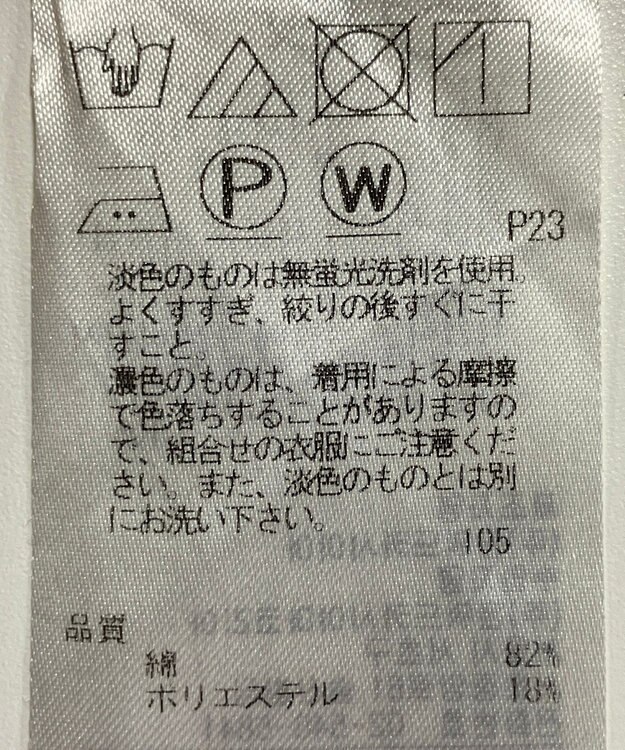 P
W
P23
淡色のものは無蛍光洗剤を使用。
よくすすぎ、絞りの後すぐに干
すこと。
濃色のものは、着用による摩擦
で色落ちすることがありますの
で、組合せの衣服にご注意くだ
さい。また、淡色のものとは別
にお洗い下さい。
105
品質
綿 82%
ポリエステル 18%